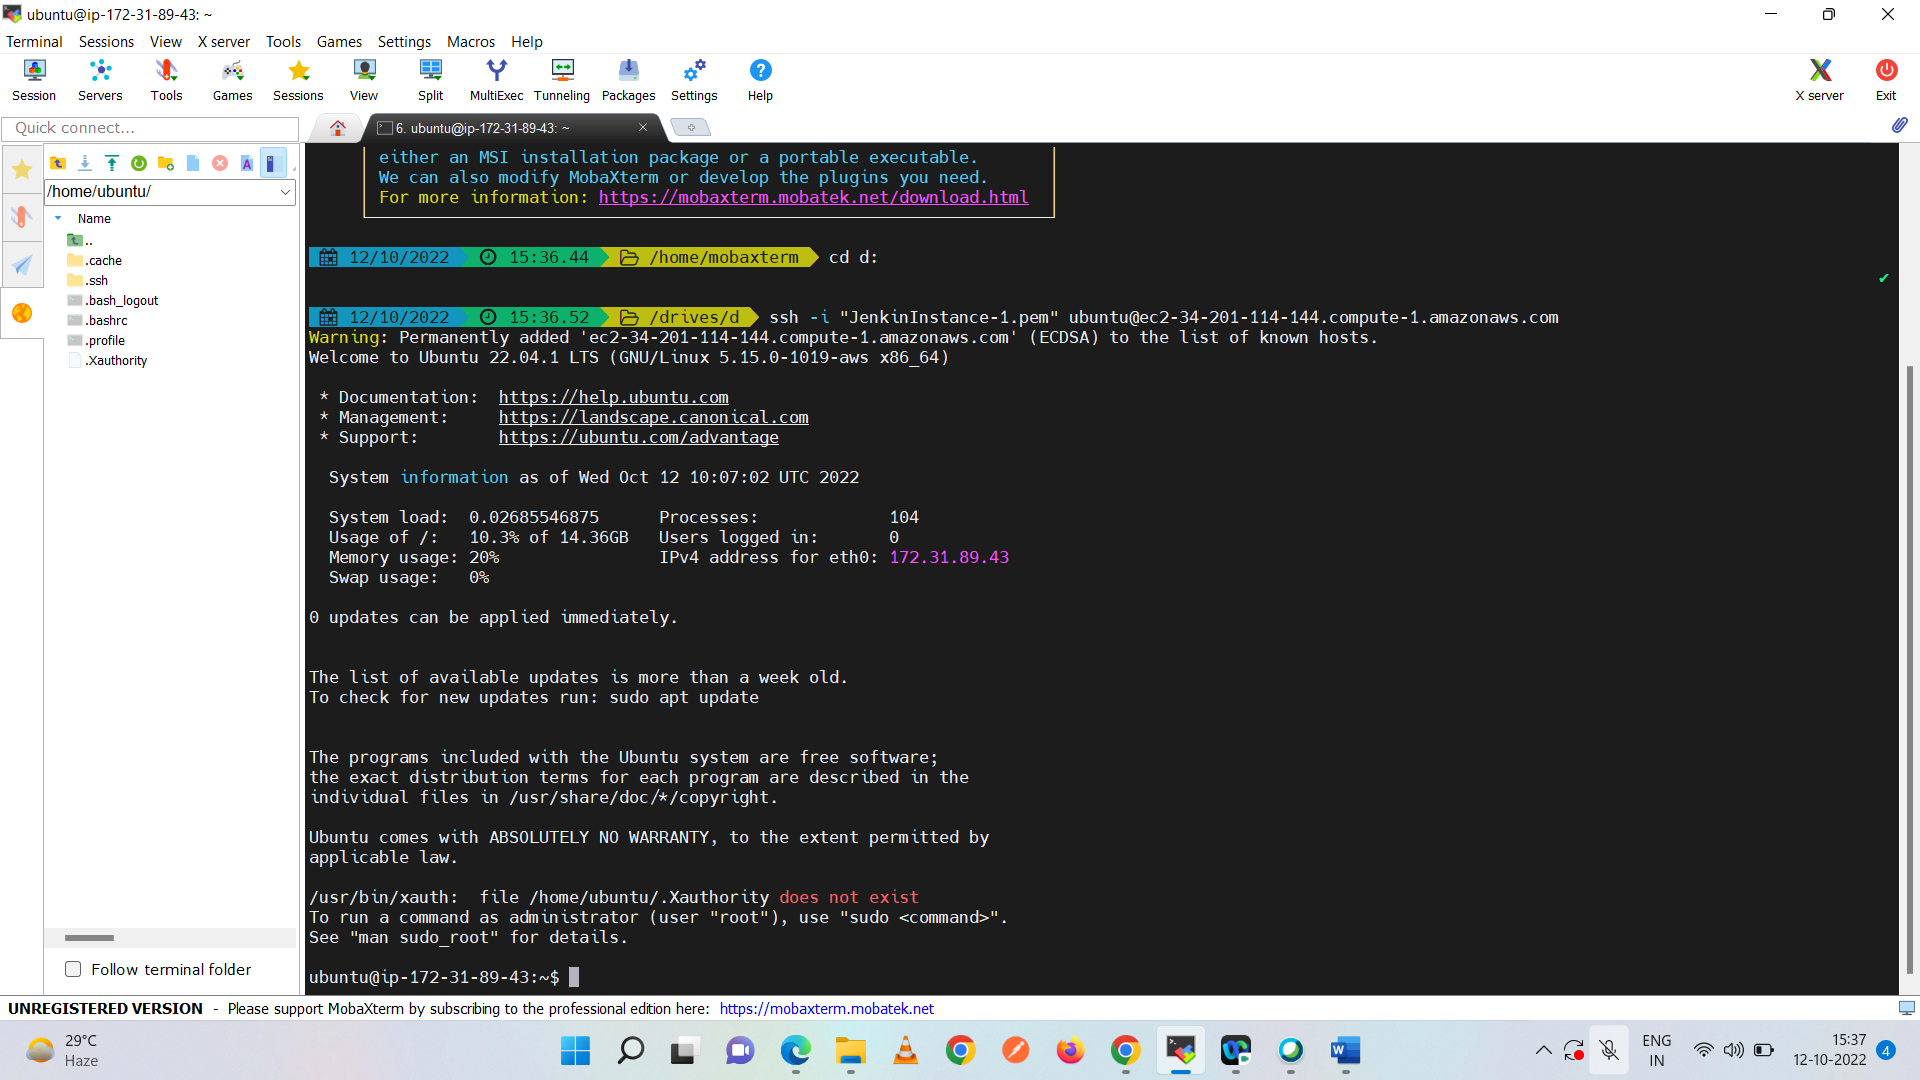 ubuntu@ip-172-31-89-43: ~
Terminal Sessions View X server Tools Games Settings Macros Help
Session Servers Tools Games Sessions View Split MultiExec Tunneling Packages Settings Help X server Exit
Quick connect...
6. ubuntu@ip-172-31-89-43: ~
/home/ubuntu/
Name
..
.cache
.ssh
.bash_logout
.bashrc
.profile
.Xauthority
Follow terminal folder
either an MSI installation package or a portable executable.
We can also modify MobaXterm or develop the plugins you need.
For more information: https://mobaxterm.mobatek.net/download.html
12/10/2022 15:36.44 /home/mobaxterm cd d:
12/10/2022 15:36.52 /drives/d ssh -i "JenkinInstance-1.pem" ubuntu@ec2-34-201-114-144.compute-1.amazonaws.com
Warning: Permanently added 'ec2-34-201-114-144.compute-1.amazonaws.com' (ECDSA) to the list of known hosts.
Welcome to Ubuntu 22.04.1 LTS (GNU/Linux 5.15.0-1019-aws x86_64)
* Documentation: https://help.ubuntu.com
* Management: https://landscape.canonical.com
* Support: https://ubuntu.com/advantage
System information as of Wed Oct 12 10:07:02 UTC 2022
System load: 0.02685546875 Processes: 104
Usage of /: 10.3% of 14.36GB Users logged in: 0
Memory usage: 20% IPv4 address for eth0: 172.31.89.43
Swap usage: 0%
0 updates can be applied immediately.
The list of available updates is more than a week old.
To check for new updates run: sudo apt update
The programs included with the Ubuntu system are free software;
the exact distribution terms for each program are described in the
individual files in /usr/share/doc/*/copyright.
Ubuntu comes with ABSOLUTELY NO WARRANTY, to the extent permitted by
applicable law.
/usr/bin/xauth: file /home/ubuntu/.Xauthority does not exist
To run a command as administrator (user "root"), use "sudo <command>".
See "man sudo_root" for details.
ubuntu@ip-172-31-89-43:~$
UNREGISTERED VERSION - Please support MobaXterm by subscribing to the professional edition here: https://mobaxterm.mobatek.net
29°C
Haze
ENG
IN
15:37
12-10-2022
4